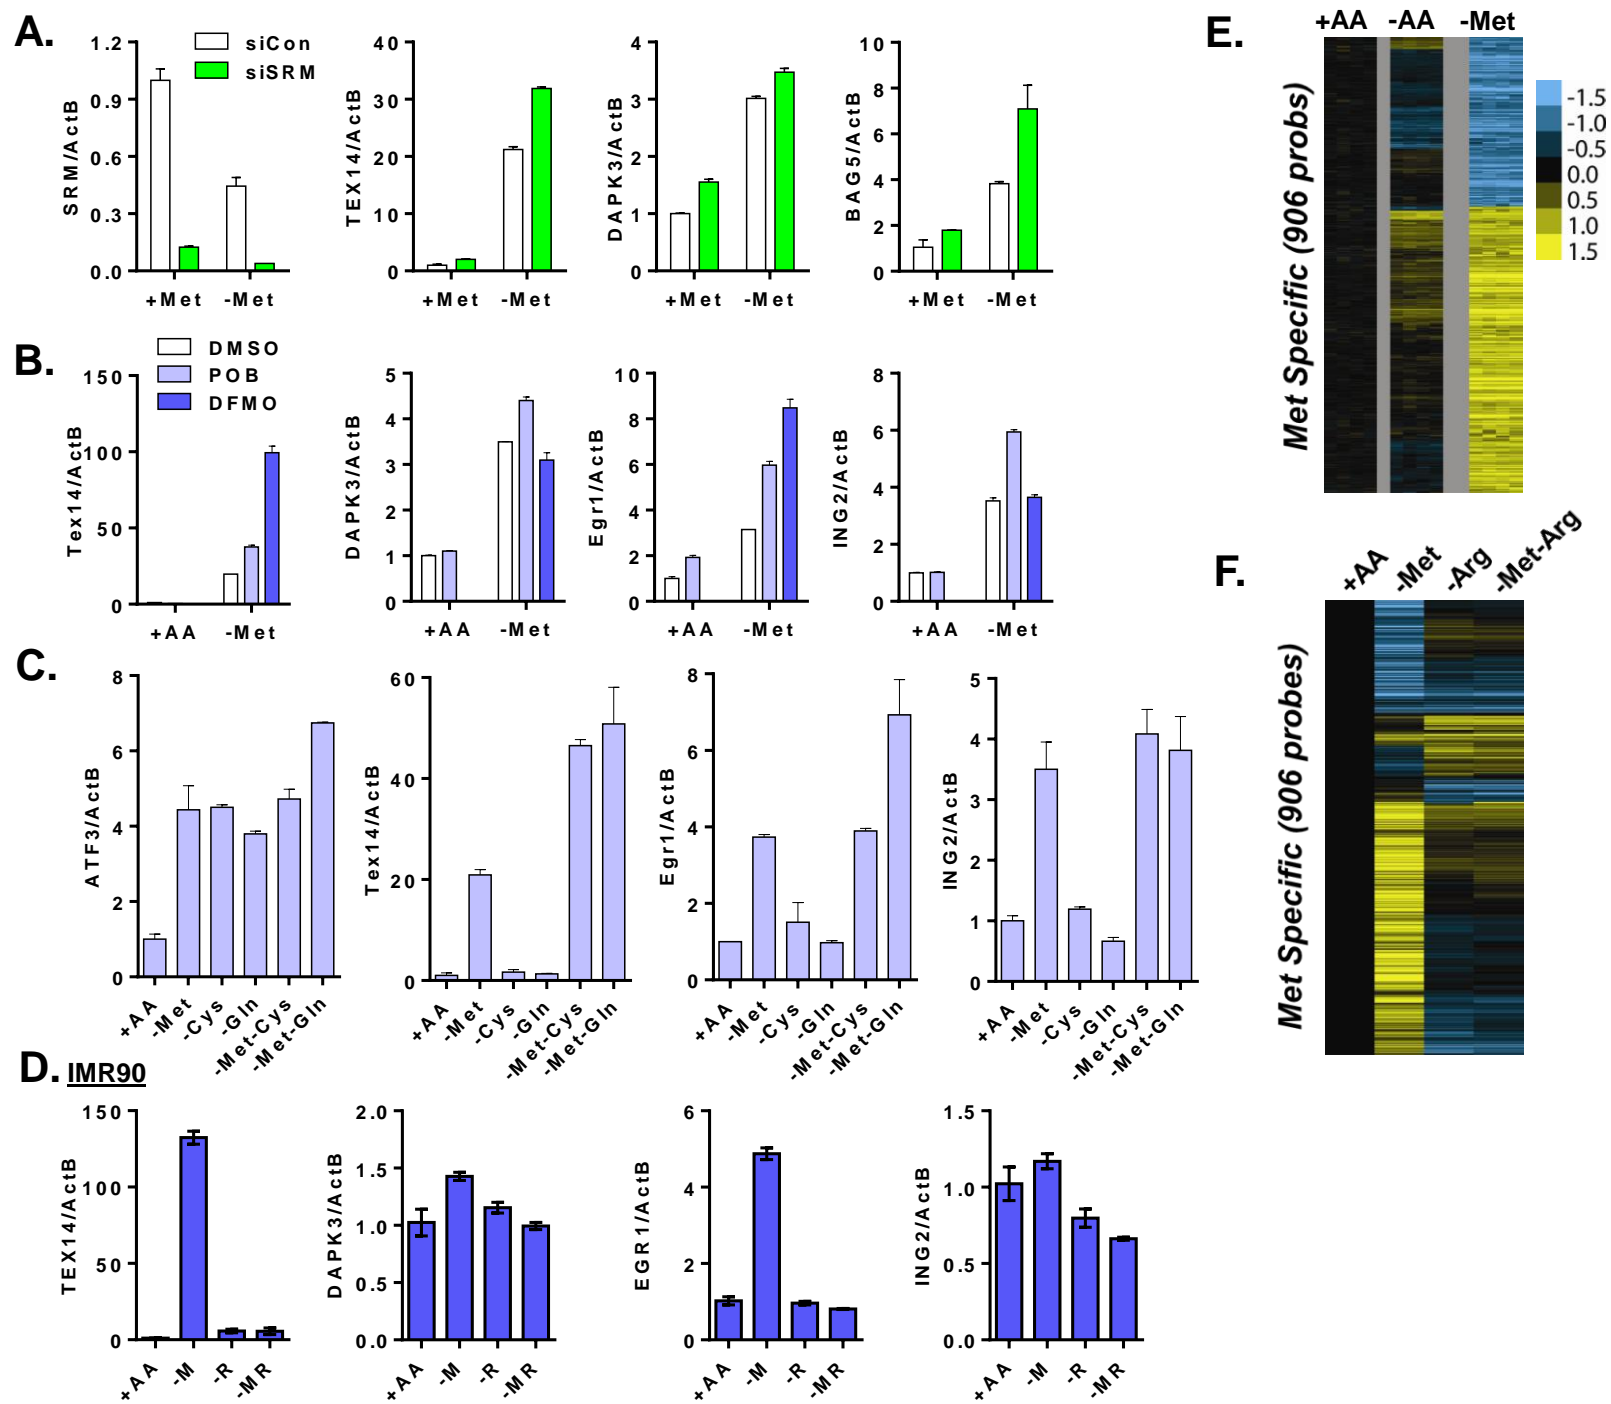 A.
siCon
siSRM
SRM/ActB
1.2
0.9
0.6
0.3
0.0
+Met -Met
TEX14/ActB
40
30
20
10
0
+Met -Met
DAPK3/ActB
4
3
2
1
0
+Met -Met
BAG5/ActB
10
8
6
4
2
0
+Met -Met
B.
DMSO
POB
DFMO
Tex14/ActB
150
100
50
0
+AA -Met
DAPK3/ActB
5
4
3
2
1
0
+AA -Met
Egr1/ActB
10
8
6
4
2
0
+AA -Met
ING2/ActB
8
6
4
2
0
+AA -Met
C.
ATF3/ActB
8
6
4
2
0
+AA -Met -Cys -Gln -Met-Cys -Met-Gln
Tex14/ActB
60
40
20
0
+AA -Met -Cys -Gln -Met-Cys -Met-Gln
Egr1/ActB
8
6
4
2
0
+AA -Met -Cys -Gln -Met-Cys -Met-Gln
ING2/ActB
5
4
3
2
1
0
+AA -Met -Cys -Gln -Met-Cys -Met-Gln
D. IMR90
TEX14/ActB
150
100
50
0
+AA -M -R -MR
DAPK3/ActB
2.0
1.5
1.0
0.5
0.0
+AA -M -R -MR
EGR1/ActB
6
4
2
0
+AA -M -R -MR
ING2/ActB
1.5
1.0
0.5
0.0
+AA -M -R -MR
E.
+AA -AA -Met
Met Specific (906 probs)
-1.5
-1.0
-0.5
0.0
0.5
1.0
1.5
F.
+AA -Met -Arg -Met-Arg
Met Specific (906 probes)